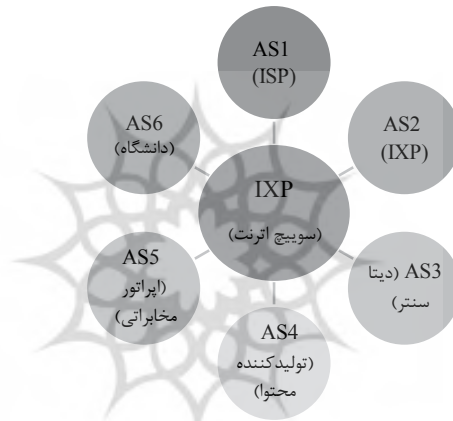 AS1
(ISP)
AS2
(IXP)
AS3 (دیتا
سنتر)
AS4
(تولیدکننده
محتوا)
AS5
(اپراتور
مخابراتی)
AS6
(دانشگاه)
IXP
(سوییچ اترنت)